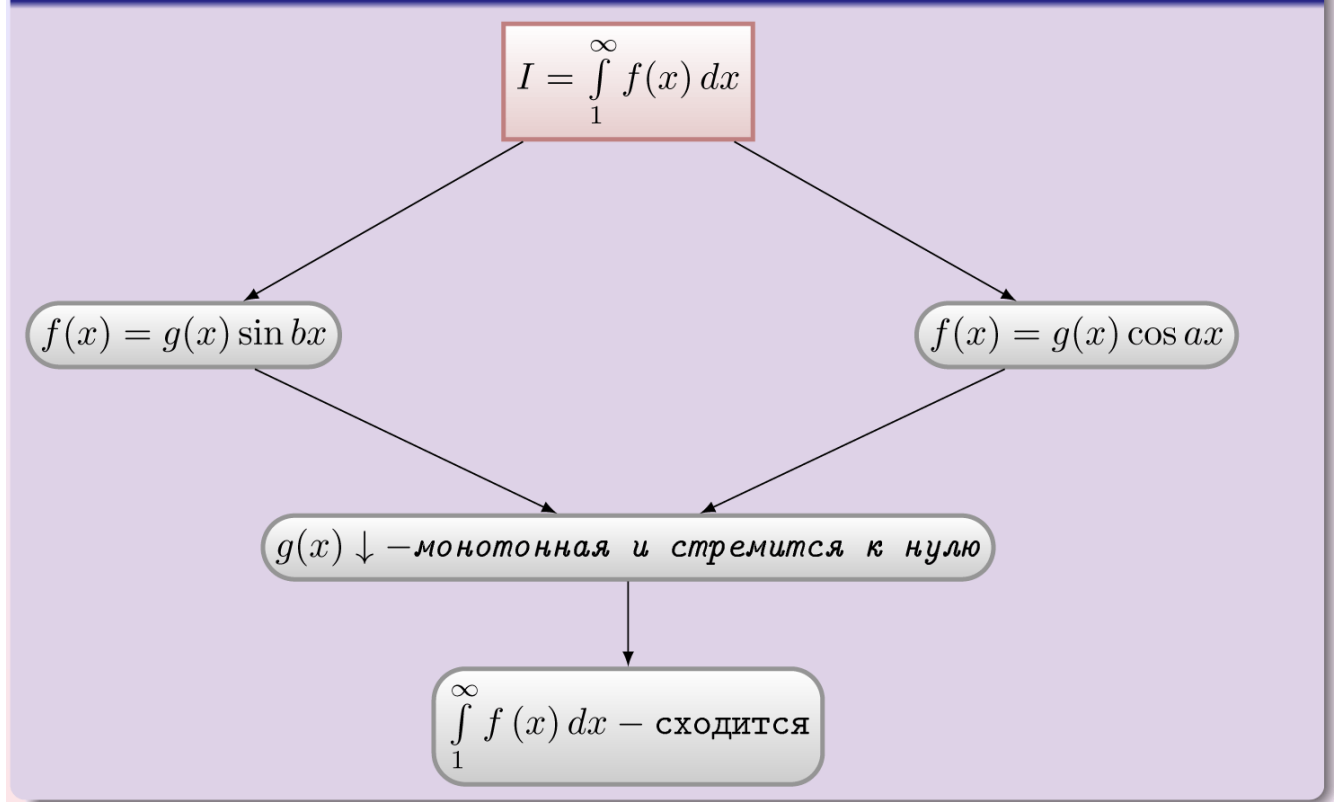 I = ∫₁^∞ f(x) dx
f(x) = g(x) sin bx
f(x) = g(x) cos ax
g(x) ↓ −монотонная и стремится к нулю
∫₁^∞ f (x) dx − сходится